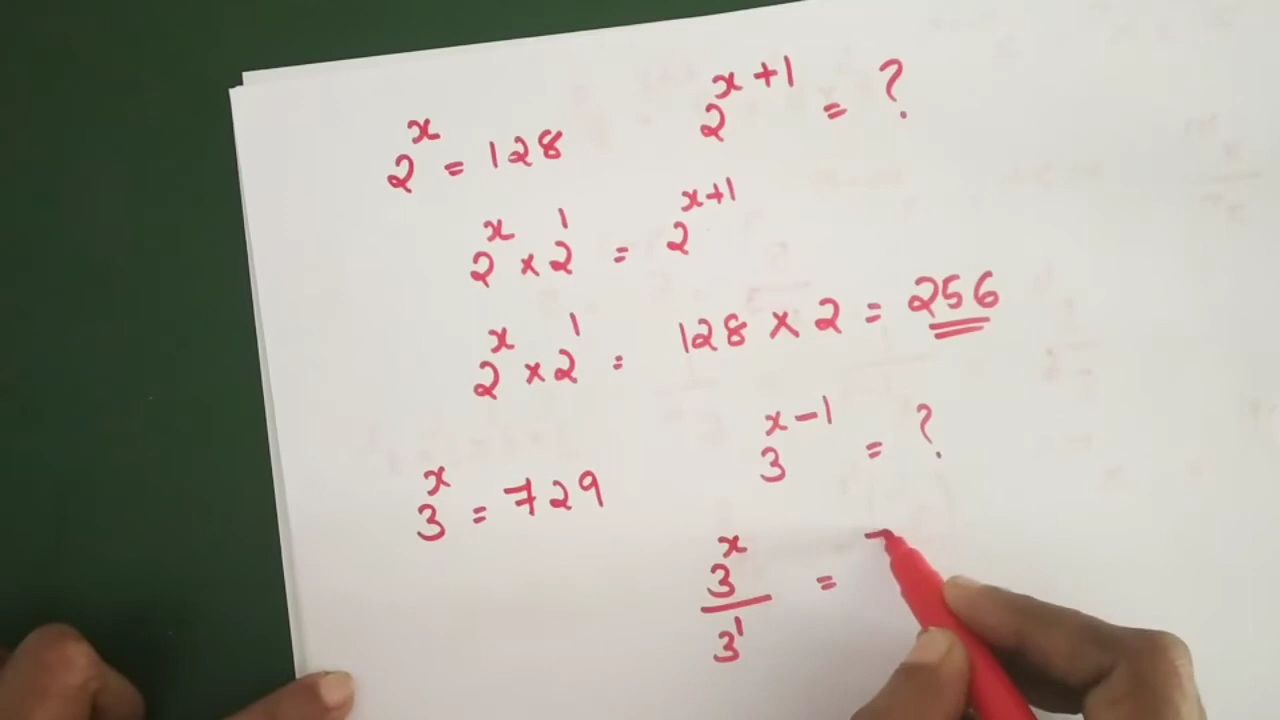 2^x = 128 2^(x+1) = ?
2^x × 2^1 = 2^(x+1)
2^x × 2^1 = 128 × 2 = 256
3^x = 729 3^(x-1) = ?
3^x / 3^1 =